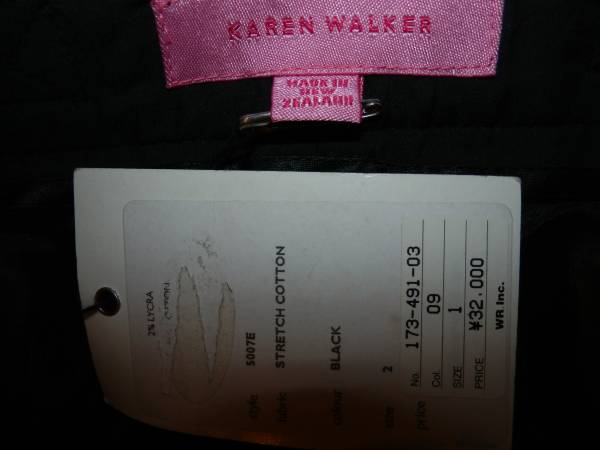 KAREN WALKER
MADE IN
NEW
ZEALAND
2% LYCRA
style 5007E
fabric STRETCH COTTON
colour BLACK
size 2
price
No. 173-491-03
Col. 09
SIZE 1
PRICE ¥32.000
WR.Inc.